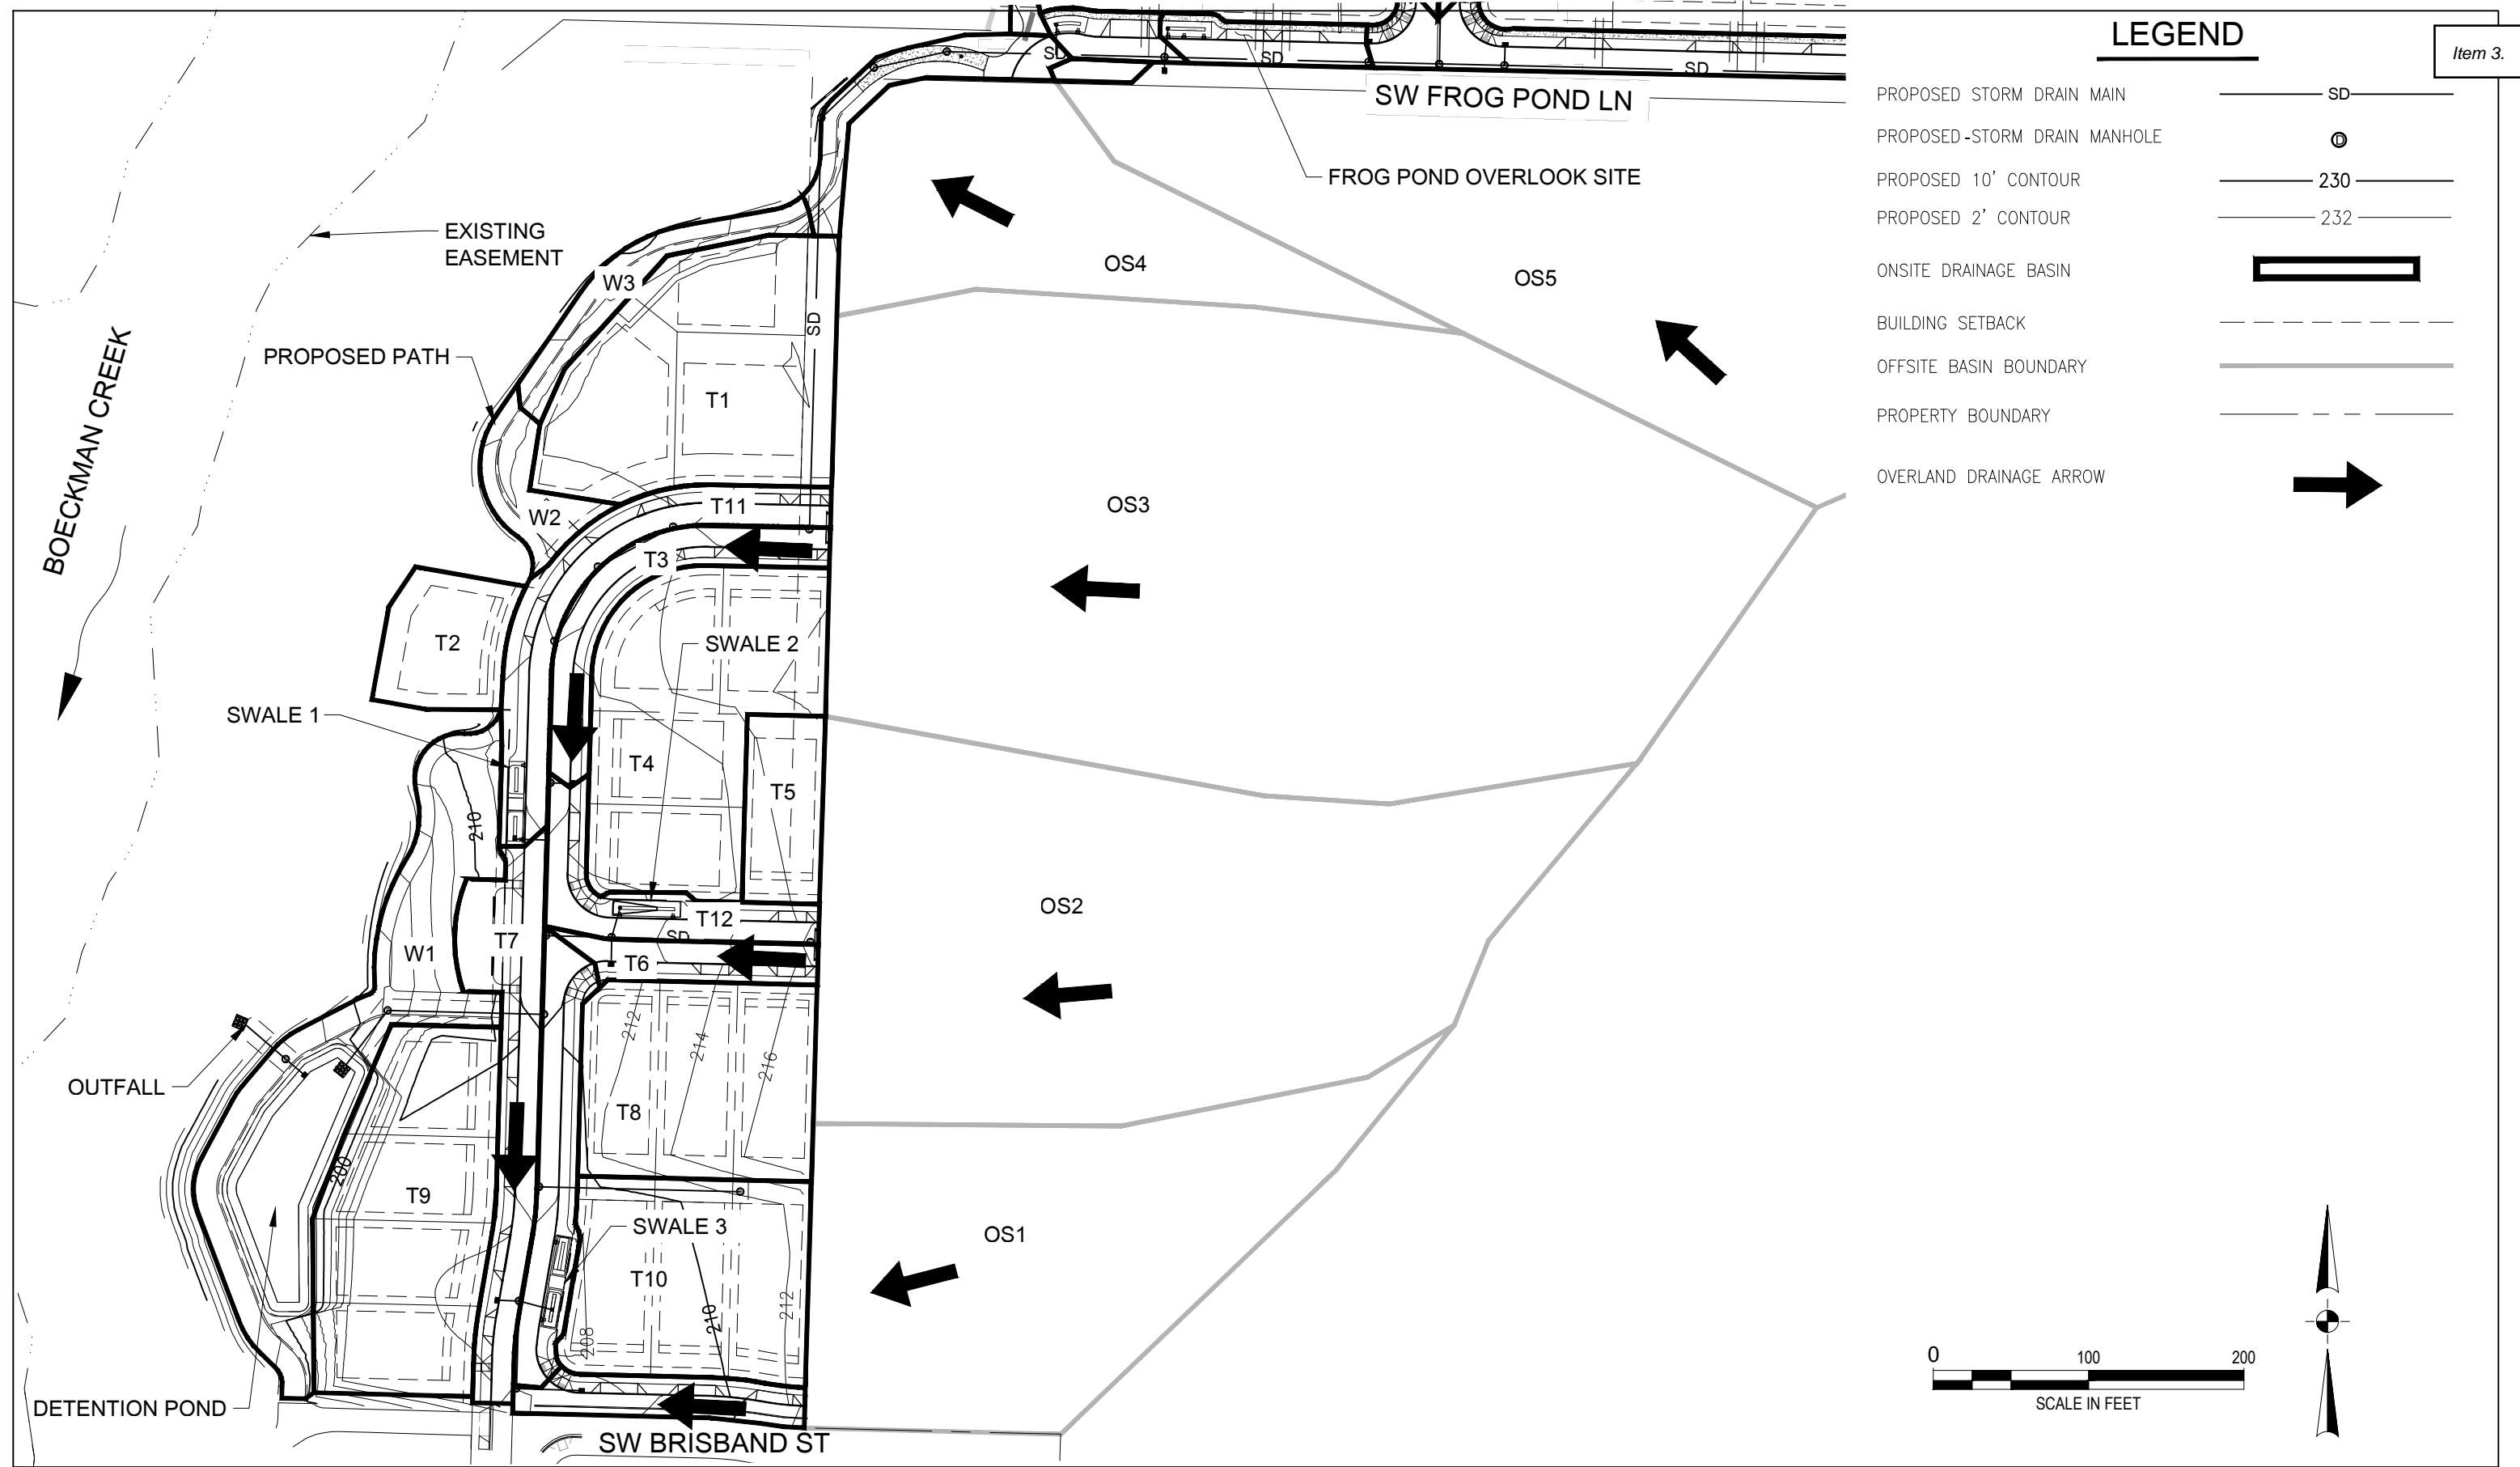 LEGEND
Item 3.
PROPOSED STORM DRAIN MAIN
SD
PROPOSED-STORM DRAIN MANHOLE
D
PROPOSED 10' CONTOUR
230
PROPOSED 2' CONTOUR
232
ONSITE DRAINAGE BASIN
BUILDING SETBACK
OFFSITE BASIN BOUNDARY
PROPERTY BOUNDARY
OVERLAND DRAINAGE ARROW
SD
SD
SD
SW FROG POND LN
FROG POND OVERLOOK SITE
EXISTING
EASEMENT
W3
OS4
OS5
SD
PROPOSED PATH
BOECKMAN CREEK
T1
T11
W2
OS3
T3
T2
SWALE 2
SWALE 1
T4
T5
210
OS2
T12
SD
T7
W1
T6
212
214
216
OUTFALL
T8
200
T9
SWALE 3
OS1
T10
208
210
212
DETENTION POND
SW BRISBAND ST
0
100
200
SCALE IN FEET